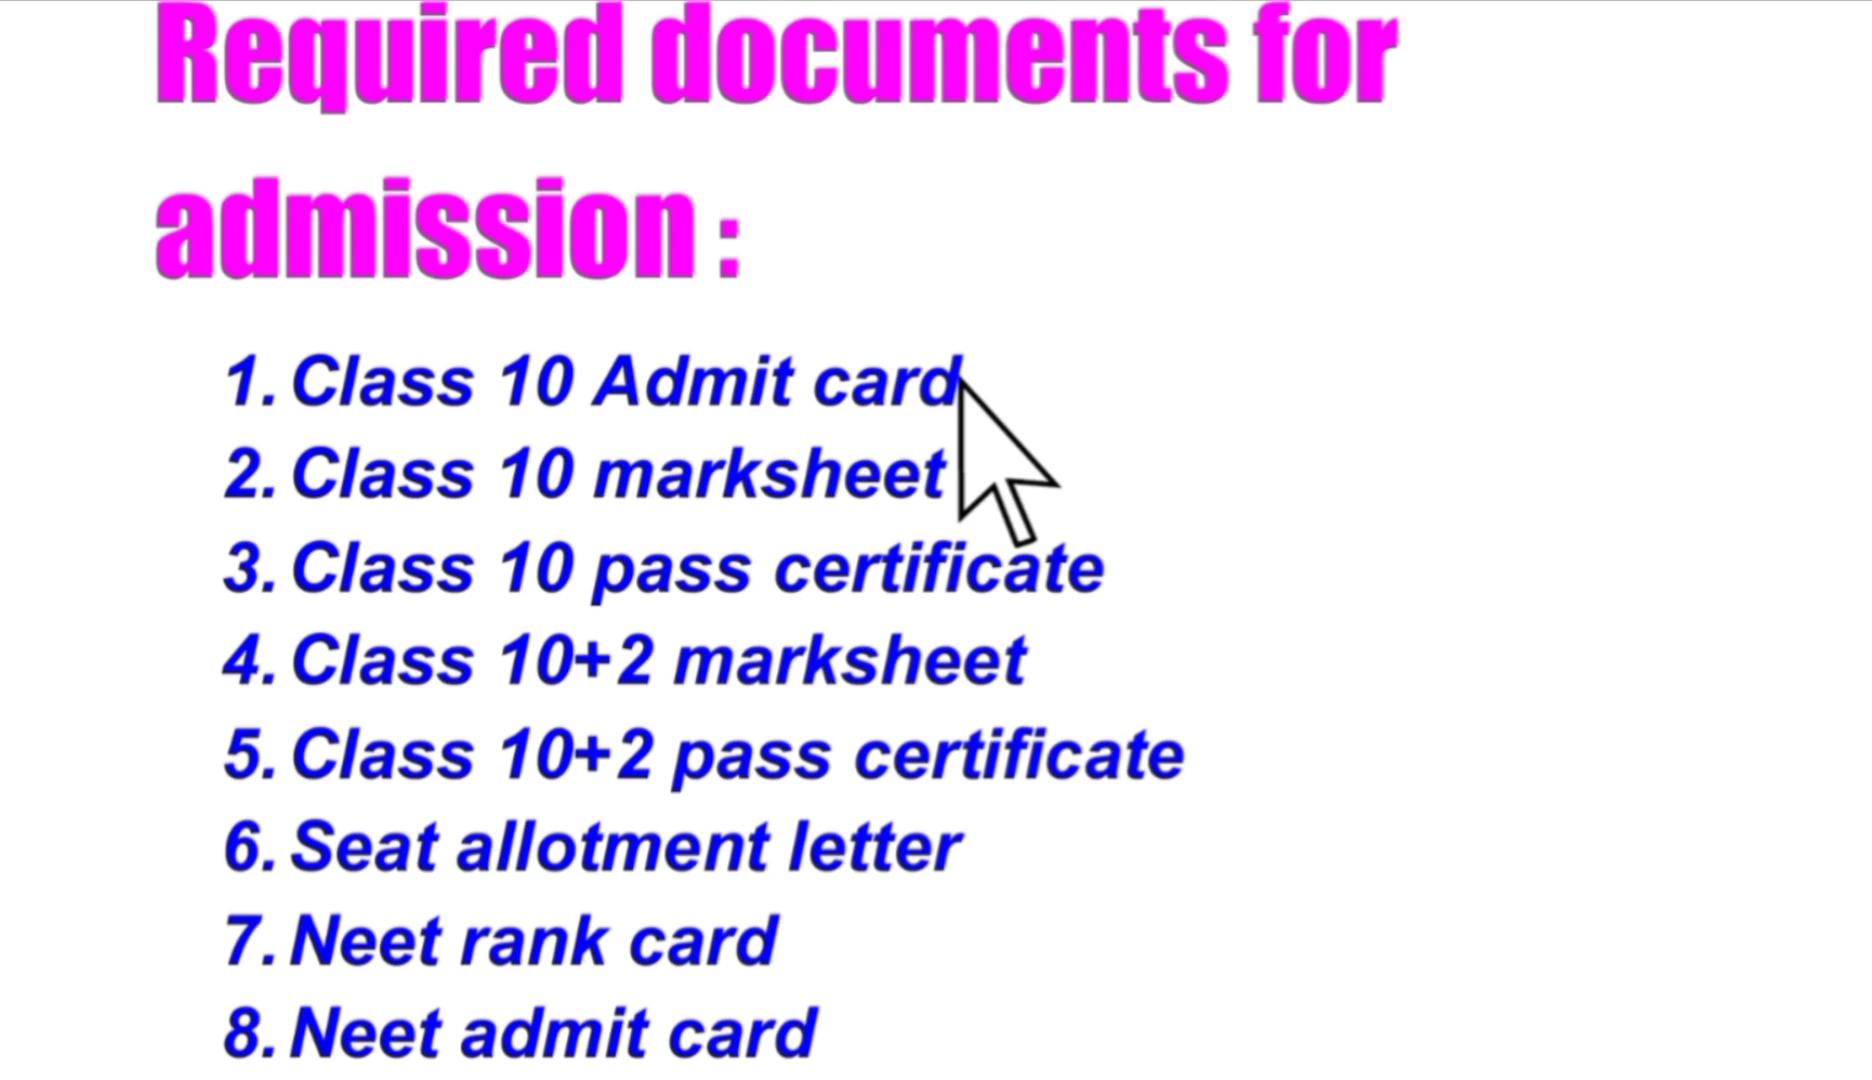 Required documents for
admission :
1. Class 10 Admit card
2. Class 10 marksheet
3. Class 10 pass certificate
4. Class 10+2 marksheet
5. Class 10+2 pass certificate
6. Seat allotment letter
7. Neet rank card
8. Neet admit card